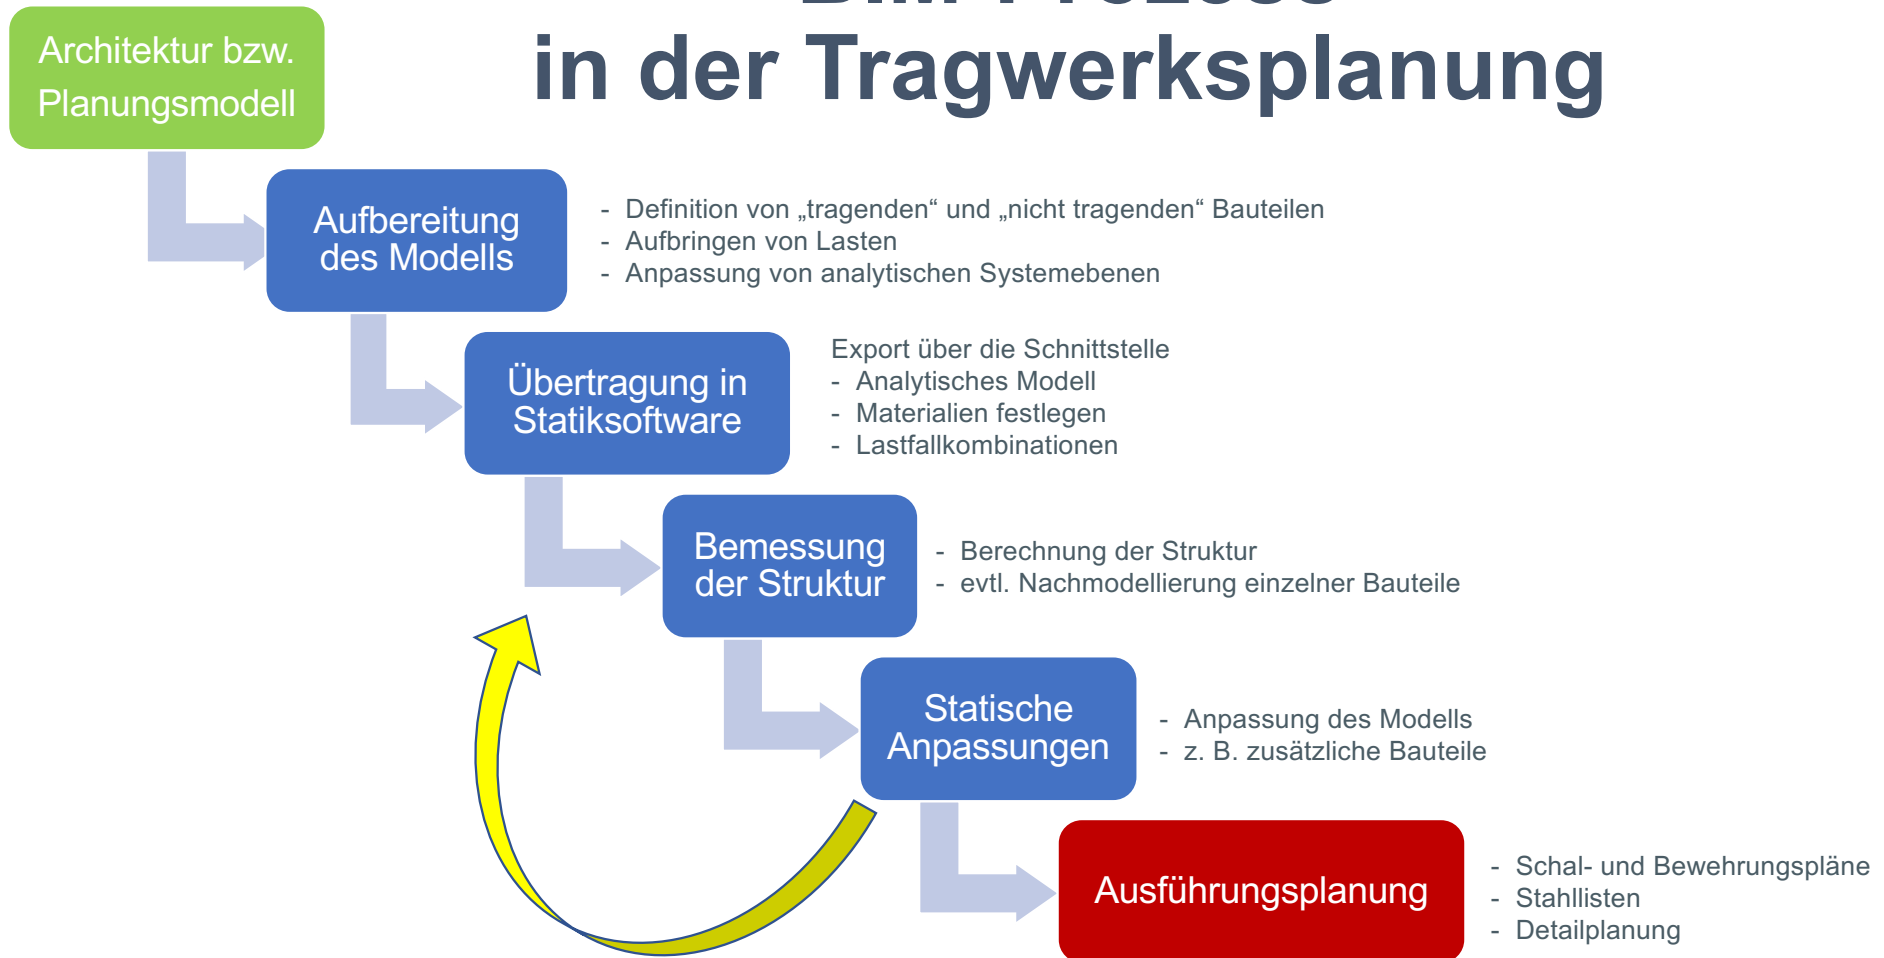 BIM-Prozess
in der Tragwerksplanung
Architektur bzw.
Planungsmodell
Aufbereitung
des Modells
- Definition von „tragenden“ und „nicht tragenden“ Bauteilen
- Aufbringen von Lasten
- Anpassung von analytischen Systemebenen
Übertragung in
Statiksoftware
Export über die Schnittstelle
- Analytisches Modell
- Materialien festlegen
- Lastfallkombinationen
Bemessung
der Struktur
- Berechnung der Struktur
- evtl. Nachmodellierung einzelner Bauteile
Statische
Anpassungen
- Anpassung des Modells
- z. B. zusätzliche Bauteile
Ausführungsplanung
- Schal- und Bewehrungspläne
- Stahllisten
- Detailplanung